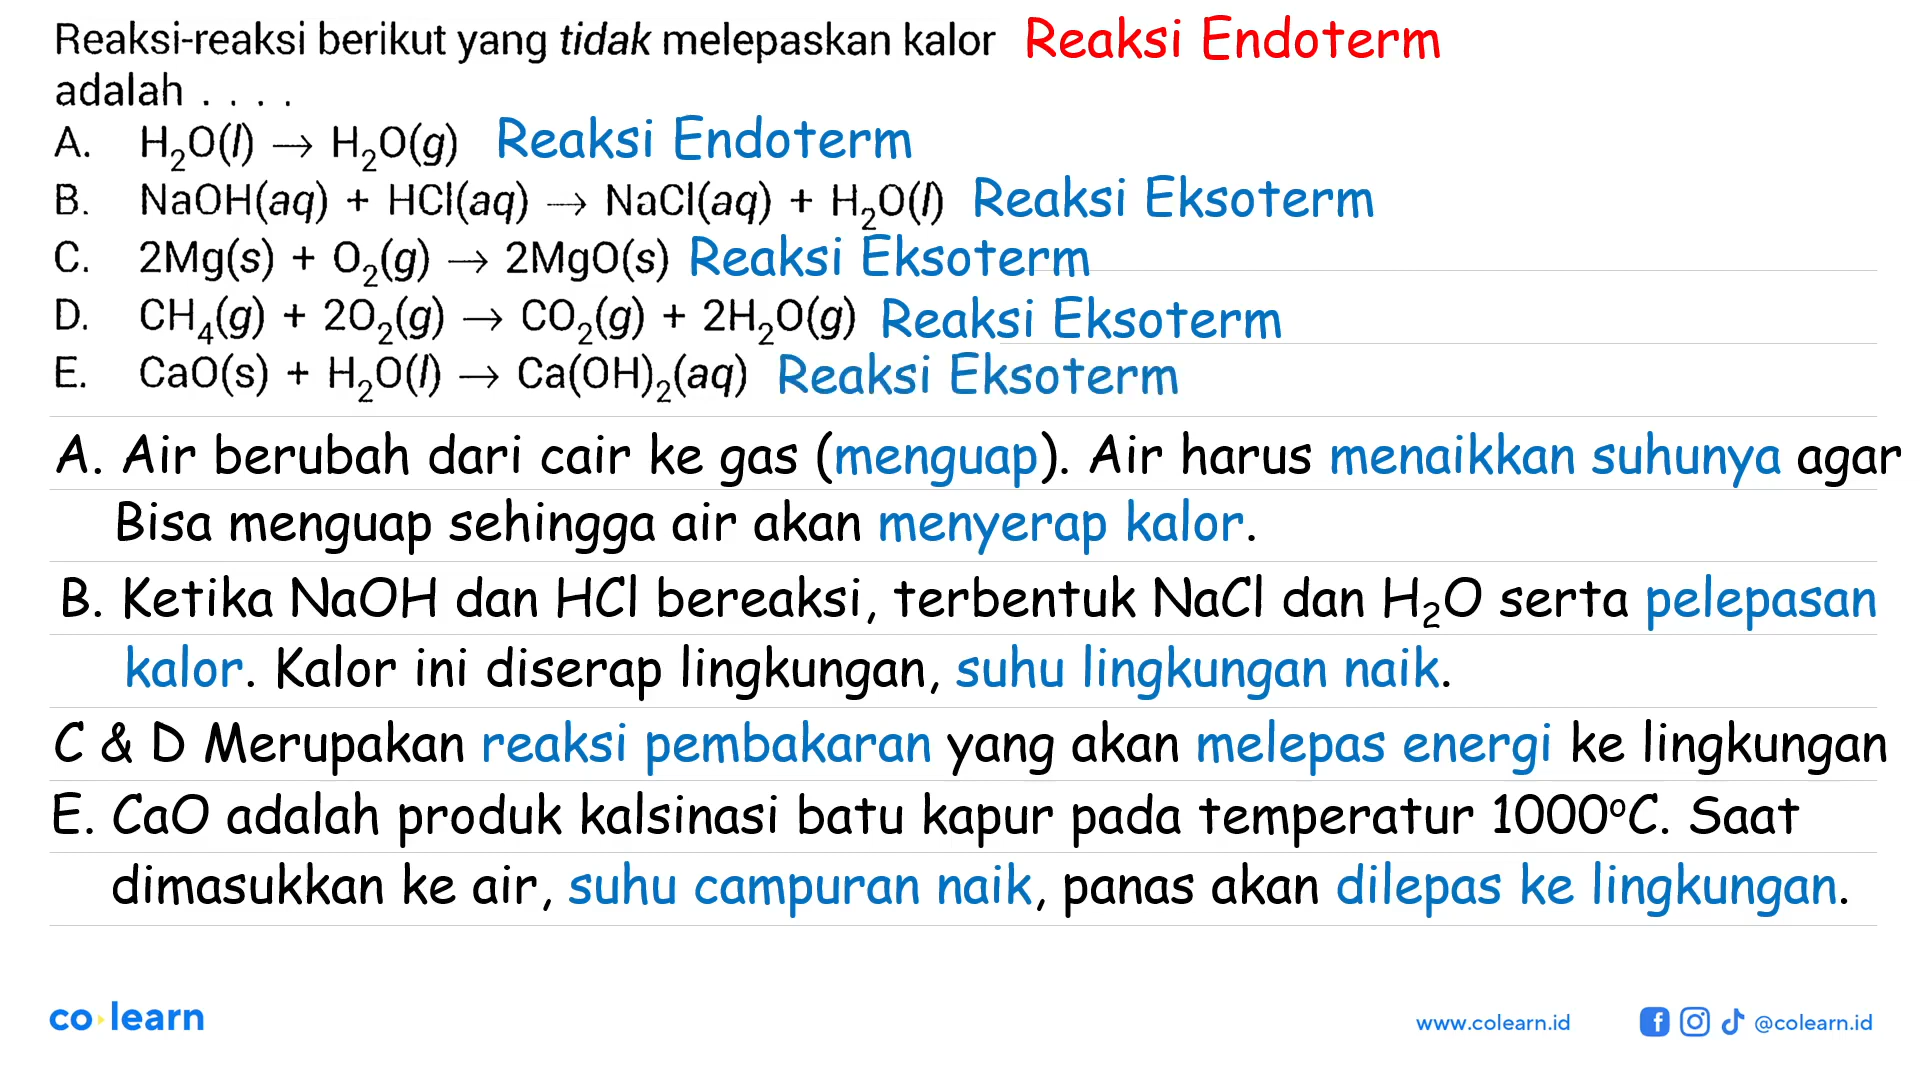 Reaksi-reaksi berikut yang tidak melepaskan kalor Reaksi Endoterm
adalah . . . .
A. H₂O(l) → H₂O(g) Reaksi Endoterm
B. NaOH(aq) + HCl(aq) → NaCl(aq) + H₂O(l) Reaksi Eksoterm
C. 2Mg(s) + O₂(g) → 2MgO(s) Reaksi Eksoterm
D. CH₄(g) + 2O₂(g) → CO₂(g) + 2H₂O(g) Reaksi Eksoterm
E. CaO(s) + H₂O(l) → Ca(OH)₂(aq) Reaksi Eksoterm
A. Air berubah dari cair ke gas (menguap). Air harus menaikkan suhunya agar
Bisa menguap sehingga air akan menyerap kalor.
B. Ketika NaOH dan HCl bereaksi, terbentuk NaCl dan H₂O serta pelepasan
kalor. Kalor ini diserap lingkungan, suhu lingkungan naik.
C & D Merupakan reaksi pembakaran yang akan melepas energi ke lingkungan
E. CaO adalah produk kalsinasi batu kapur pada temperatur 1000°C. Saat
dimasukkan ke air, suhu campuran naik, panas akan dilepas ke lingkungan.
co learn www.colearn.id @colearn.id